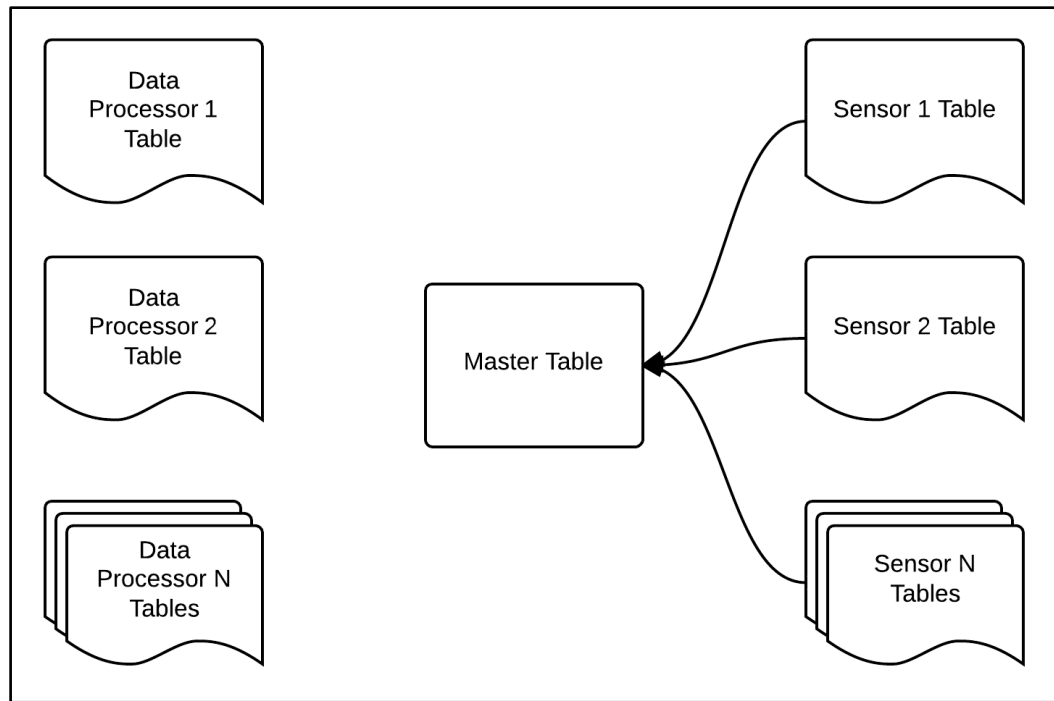 Data
Processor 1
Table
Sensor 1 Table
Data
Processor 2
Table
Sensor 2 Table
Master Table
Data
Processor N
Tables
Sensor N
Tables